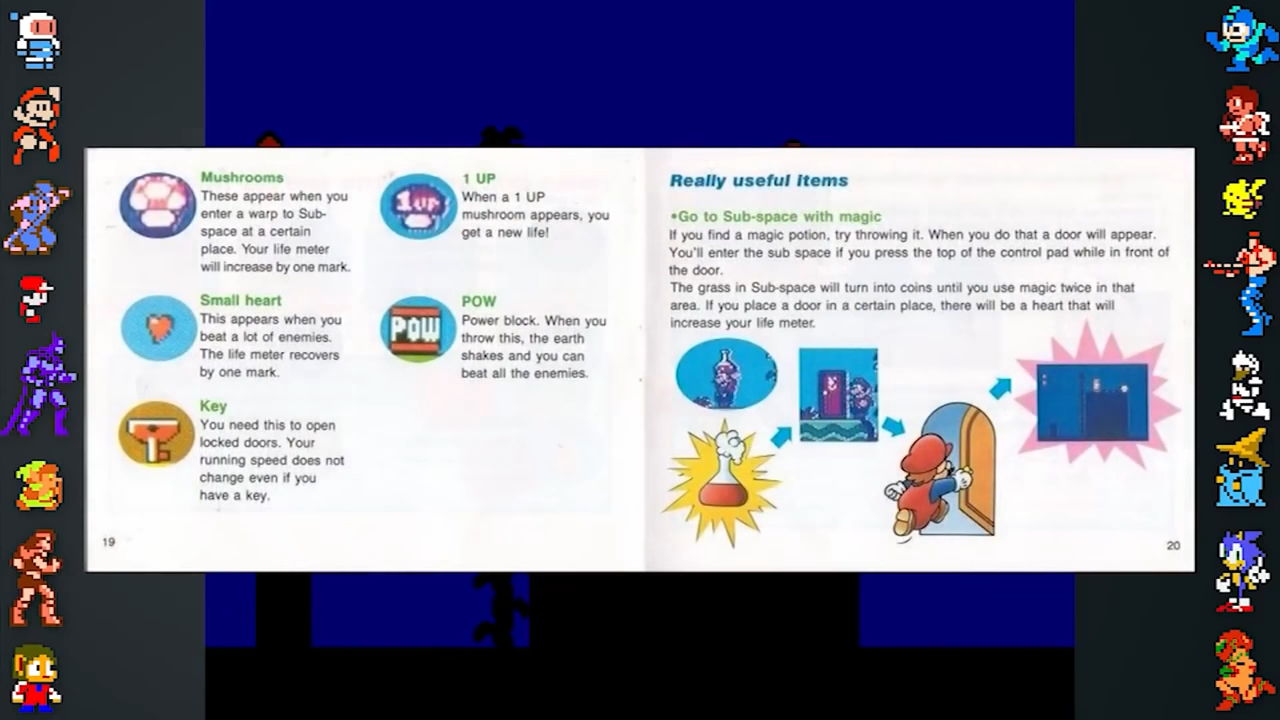 Mushrooms
These appear when you
enter a warp to Sub-
space at a certain
place. Your life meter
will increase by one mark.
Small heart
This appears when you
beat a lot of enemies.
The life meter recovers
by one mark.
Key
You need this to open
locked doors. Your
running speed does not
change even if you
have a key.
19
1 UP
1 UP
When a 1 UP
mushroom appears, you
get a new life!
POW
POW
Power block. When you
throw this, the earth
shakes and you can
beat all the enemies.
Really useful Items
•Go to Sub-space with magic
If you find a magic potion, try throwing it. When you do that a door will appear.
You'll enter the sub space if you press the top of the control pad while in front of
the door.
The grass in Sub-space will turn into coins until you use magic twice in that
area. If you place a door in a certain place, there will be a heart that will
increase your life meter.
20